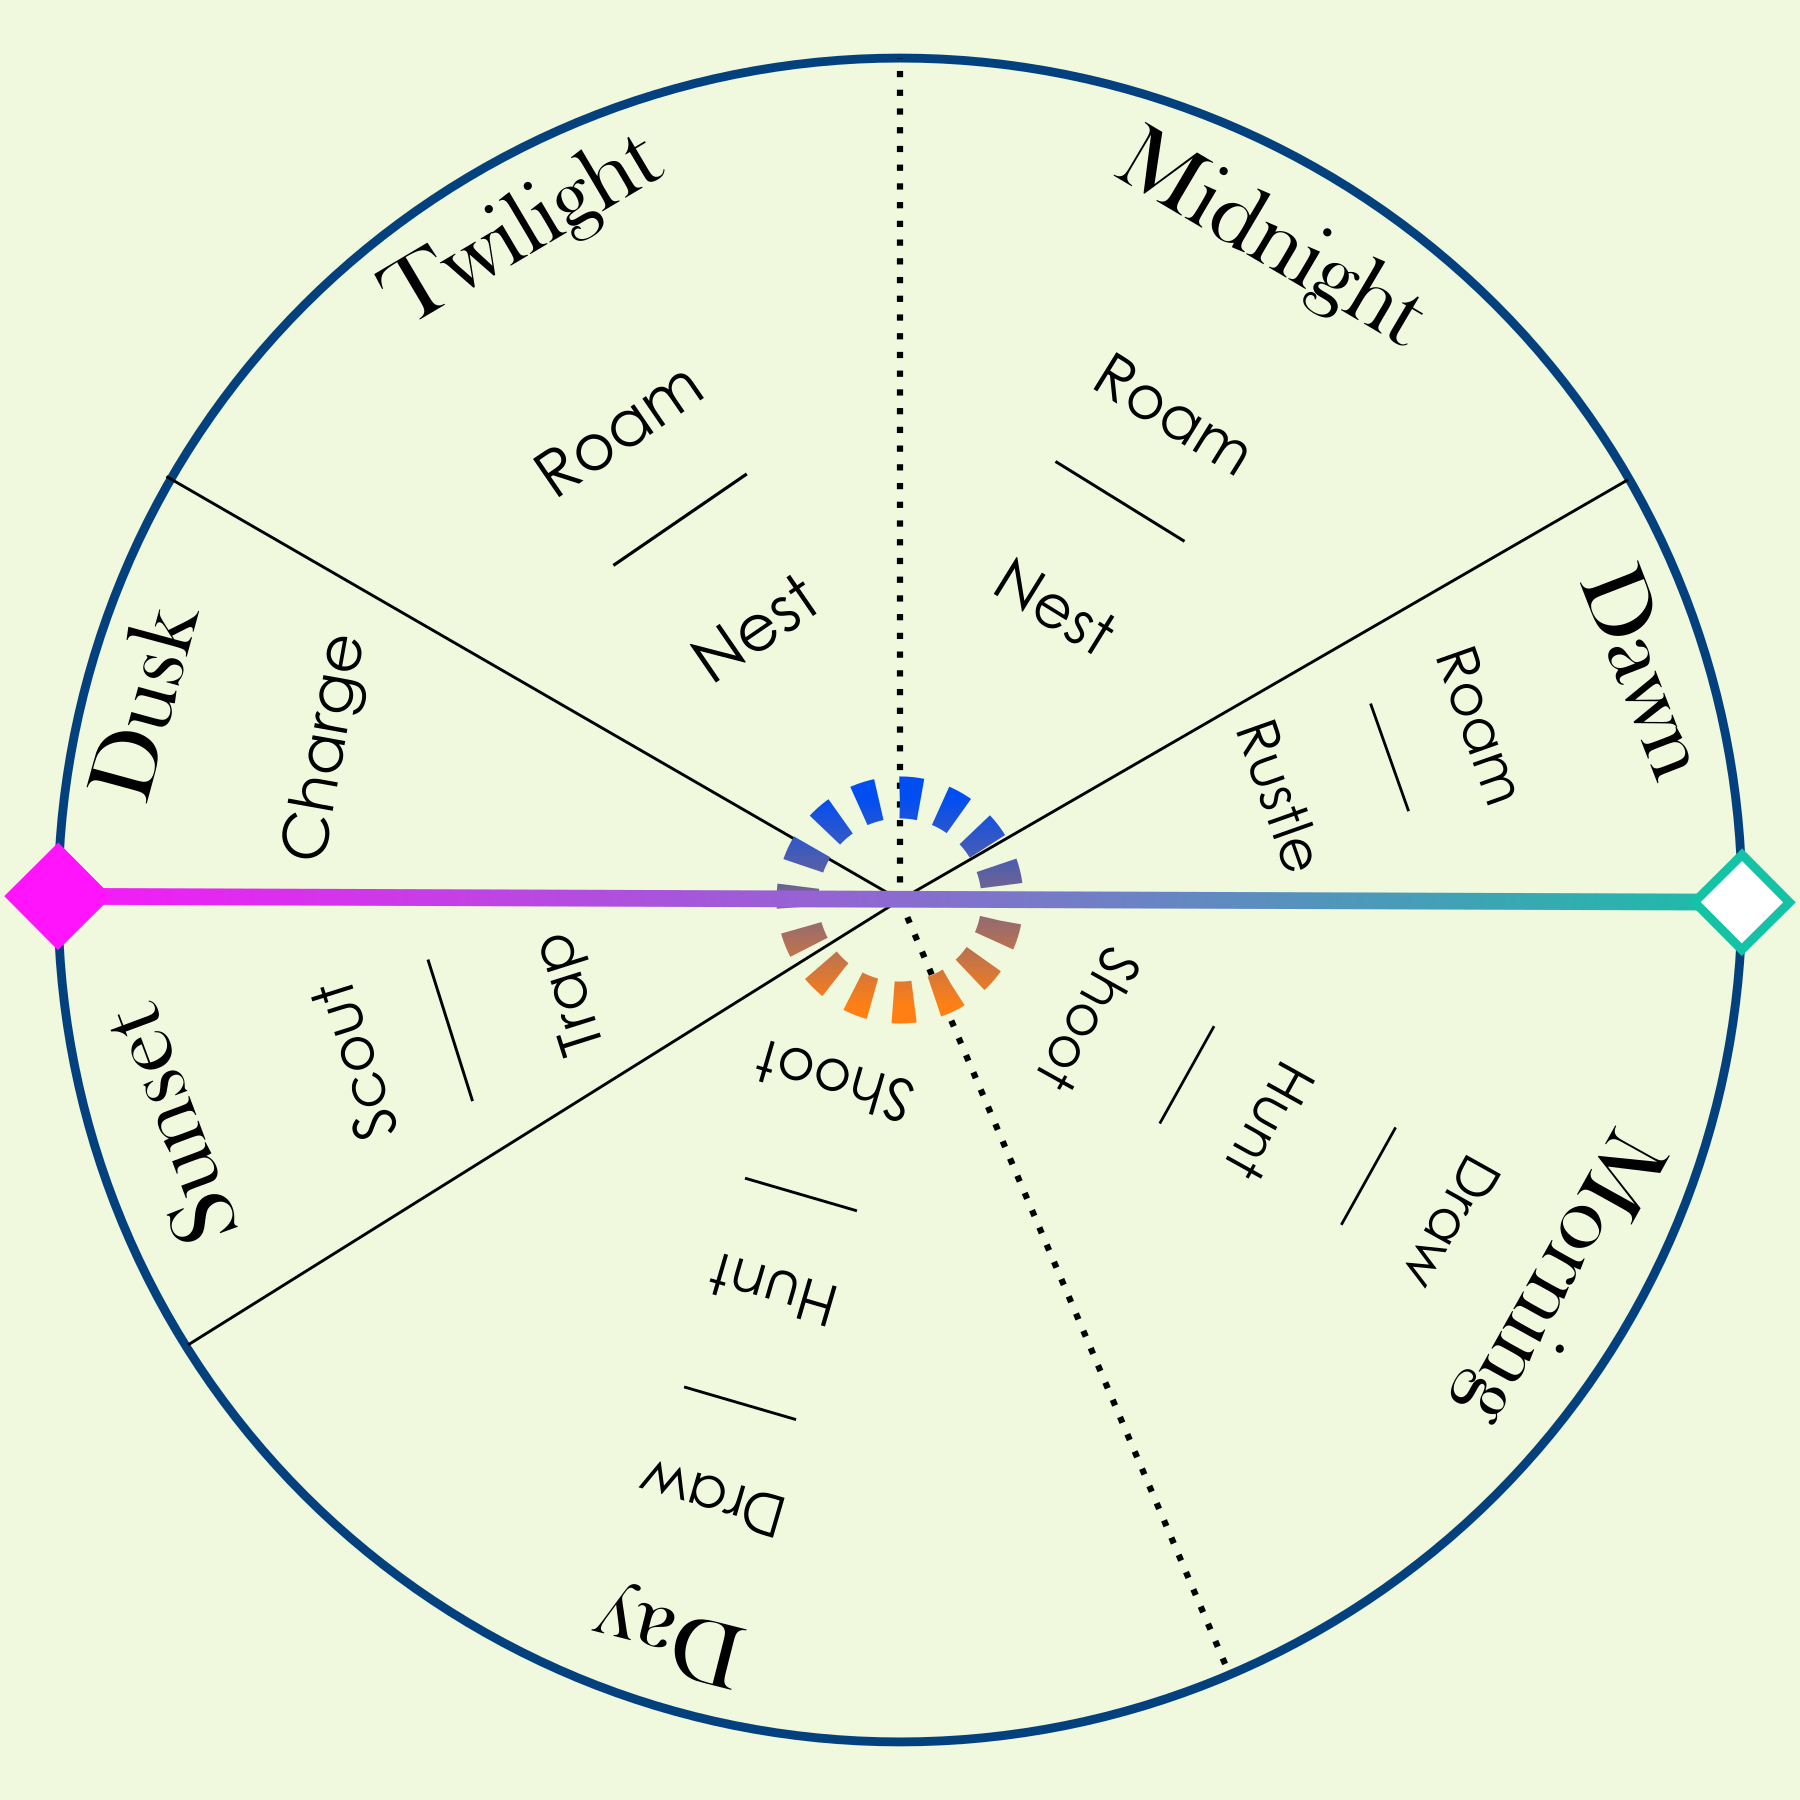 Twilight
Roam
Nest
Midnight
Roam
Nest
Dawn
Roam
Rustle
Morning
Draw
Hunt
Shoot
Day
Draw
Hunt
Shoot
Sunset
Scout
Trap
Dusk
Charge